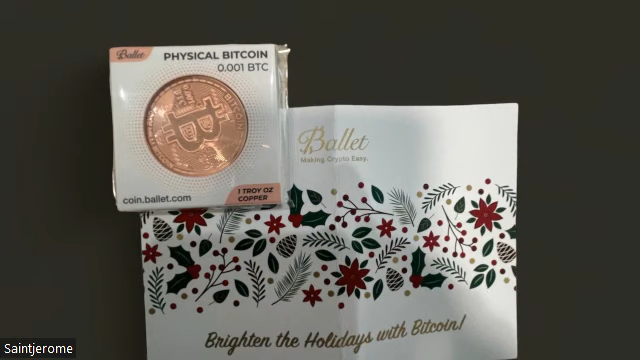 Ballet
PHYSICAL BITCOIN
0.001 BTC
BITCOIN
coin.ballet.com
1 TROY OZ
COPPER
Ballet
Making Crypto Easy.
Brighten the Holidays with Bitcoin!
Saintjerome